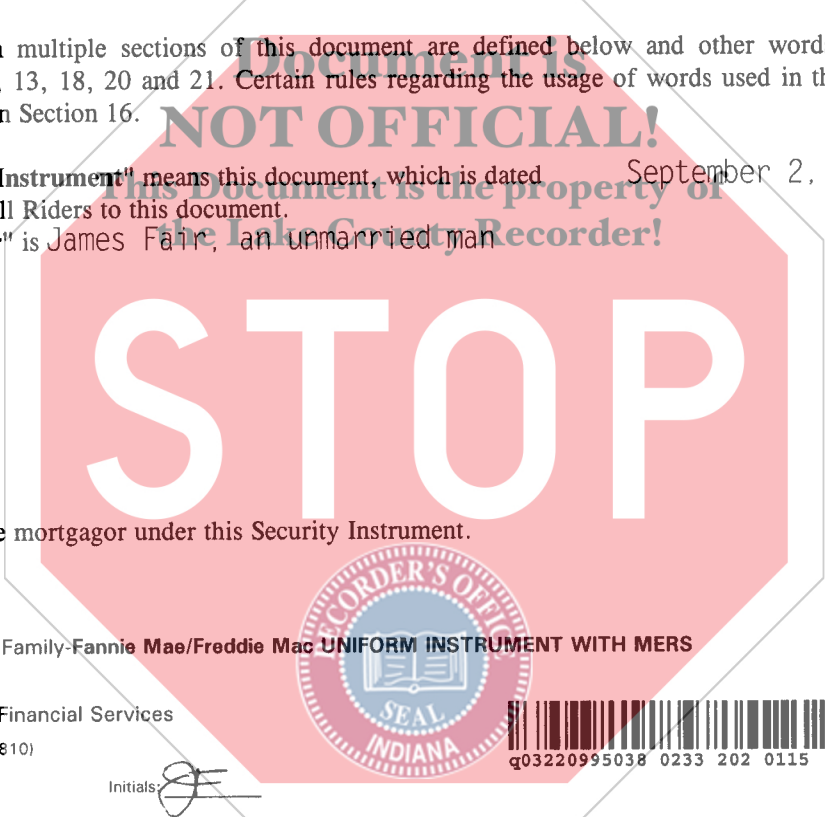 multiple sections of this document are defined below and other word
, 13, 18, 20 and 21. Certain rules regarding the usage of words used in th
n Section 16.
Document is
NOT OFFICIAL!
Instrument" means this document, which is dated September 2,
This Document is the property of
ll Riders to this document.
the Lake County Recorder!
" is James Fair, an unmarried man
STOP
e mortgagor under this Security Instrument.
RECORDER'S OFFICE
Family-Fannie Mae/Freddie Mac UNIFORM INSTRUMENT WITH MERS
SEAL
INDIANA
Financial Services
810)
q03220995038 0233 202 0115
Initials: